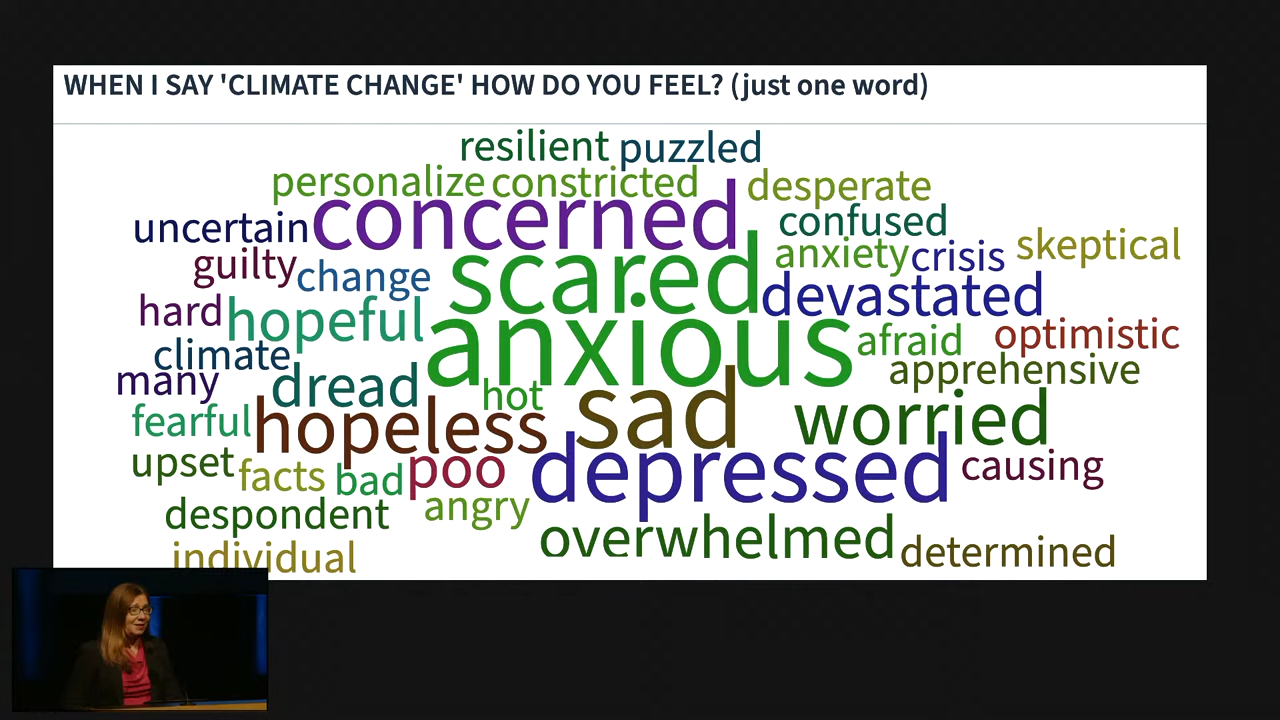 WHEN I SAY 'CLIMATE CHANGE' HOW DO YOU FEEL? (just one word)
resilient puzzled
personalize constricted desperate
uncertain concerned confused
guilty change scared anxiety crisis skeptical
hard hopeful devastated
climate anxious afraid optimistic
many dread hot apprehensive
fearful hopeless sad worried
upset facts bad poo depressed causing
despondent angry
individual overwhelmed determined